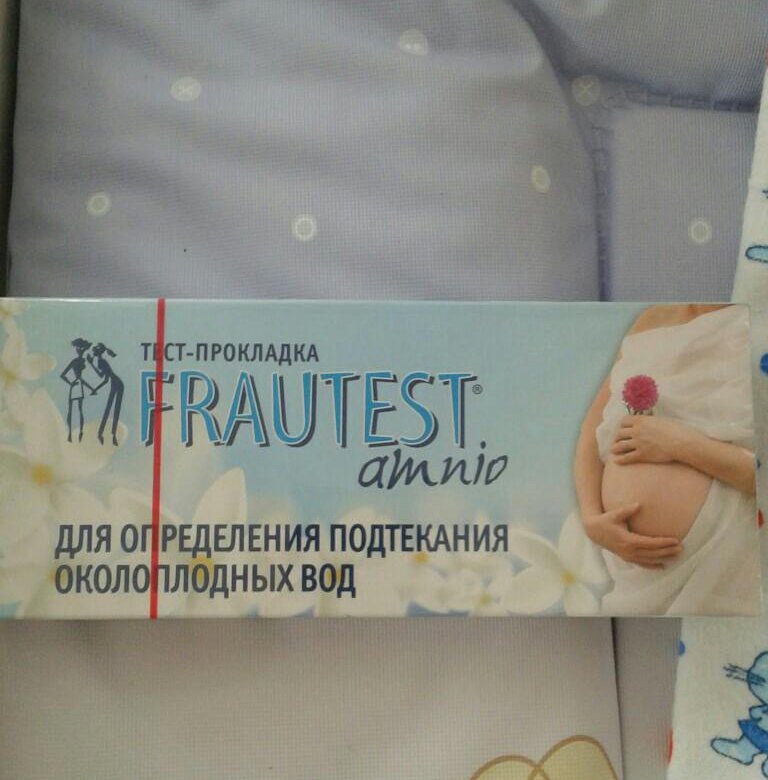 ТЕСТ-ПРОКЛАДКА
FRAUTEST®
amnio
ДЛЯ ОПРЕДЕЛЕНИЯ ПОДТЕКАНИЯ
ОКОЛОПЛОДНЫХ ВОД